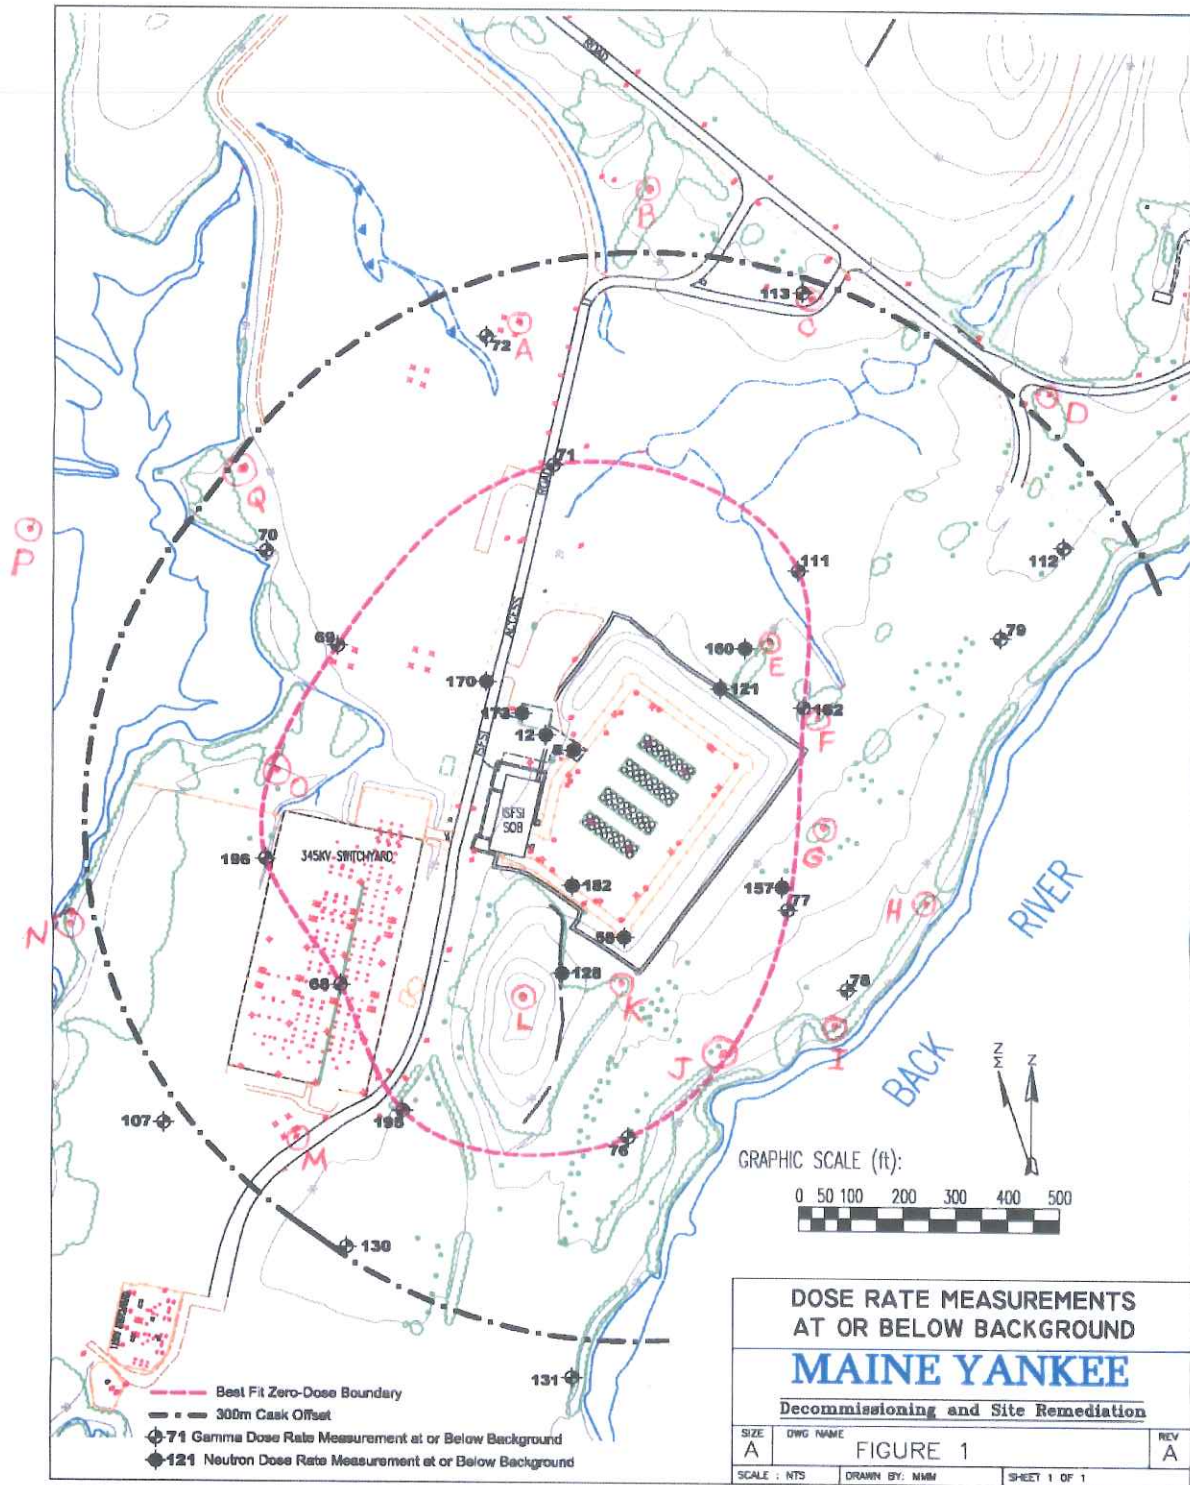 ROAD
B
113
C
A
72
D
71
ROAD
Q
70
P
111
112
79
69
160
E
ACCESS
170
121
173
162
12
F
ISFSI
O
ISFSI
SOB
G
196
345KV SWITCHYARD
182
157
77
H
RIVER
N
58
128
68
L
K
78
J
I
BACK
N
N
107
195
M
76
GRAPHIC SCALE (ft):
0 50 100 200 300 400 500
130
131
DOSE RATE MEASUREMENTS
AT OR BELOW BACKGROUND
MAINE YANKEE
Decommissioning and Site Remediation
SIZE DWG NAME REV
A FIGURE 1 A
SCALE : NTS DRAWN BY: MMM SHEET 1 OF 1
Best Fit Zero-Dose Boundary
300m Cask Offset
71 Gamma Dose Rate Measurement at or Below Background
121 Neutron Dose Rate Measurement at or Below Background